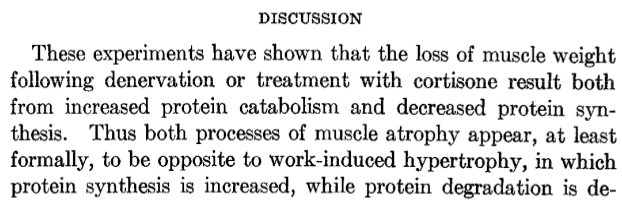 DISCUSSION
These experiments have shown that the loss of muscle weight
following denervation or treatment with cortisone result both
from increased protein catabolism and decreased protein syn-
thesis. Thus both processes of muscle atrophy appear, at least
formally, to be opposite to work-induced hypertrophy, in which
protein synthesis is increased, while protein degradation is de-